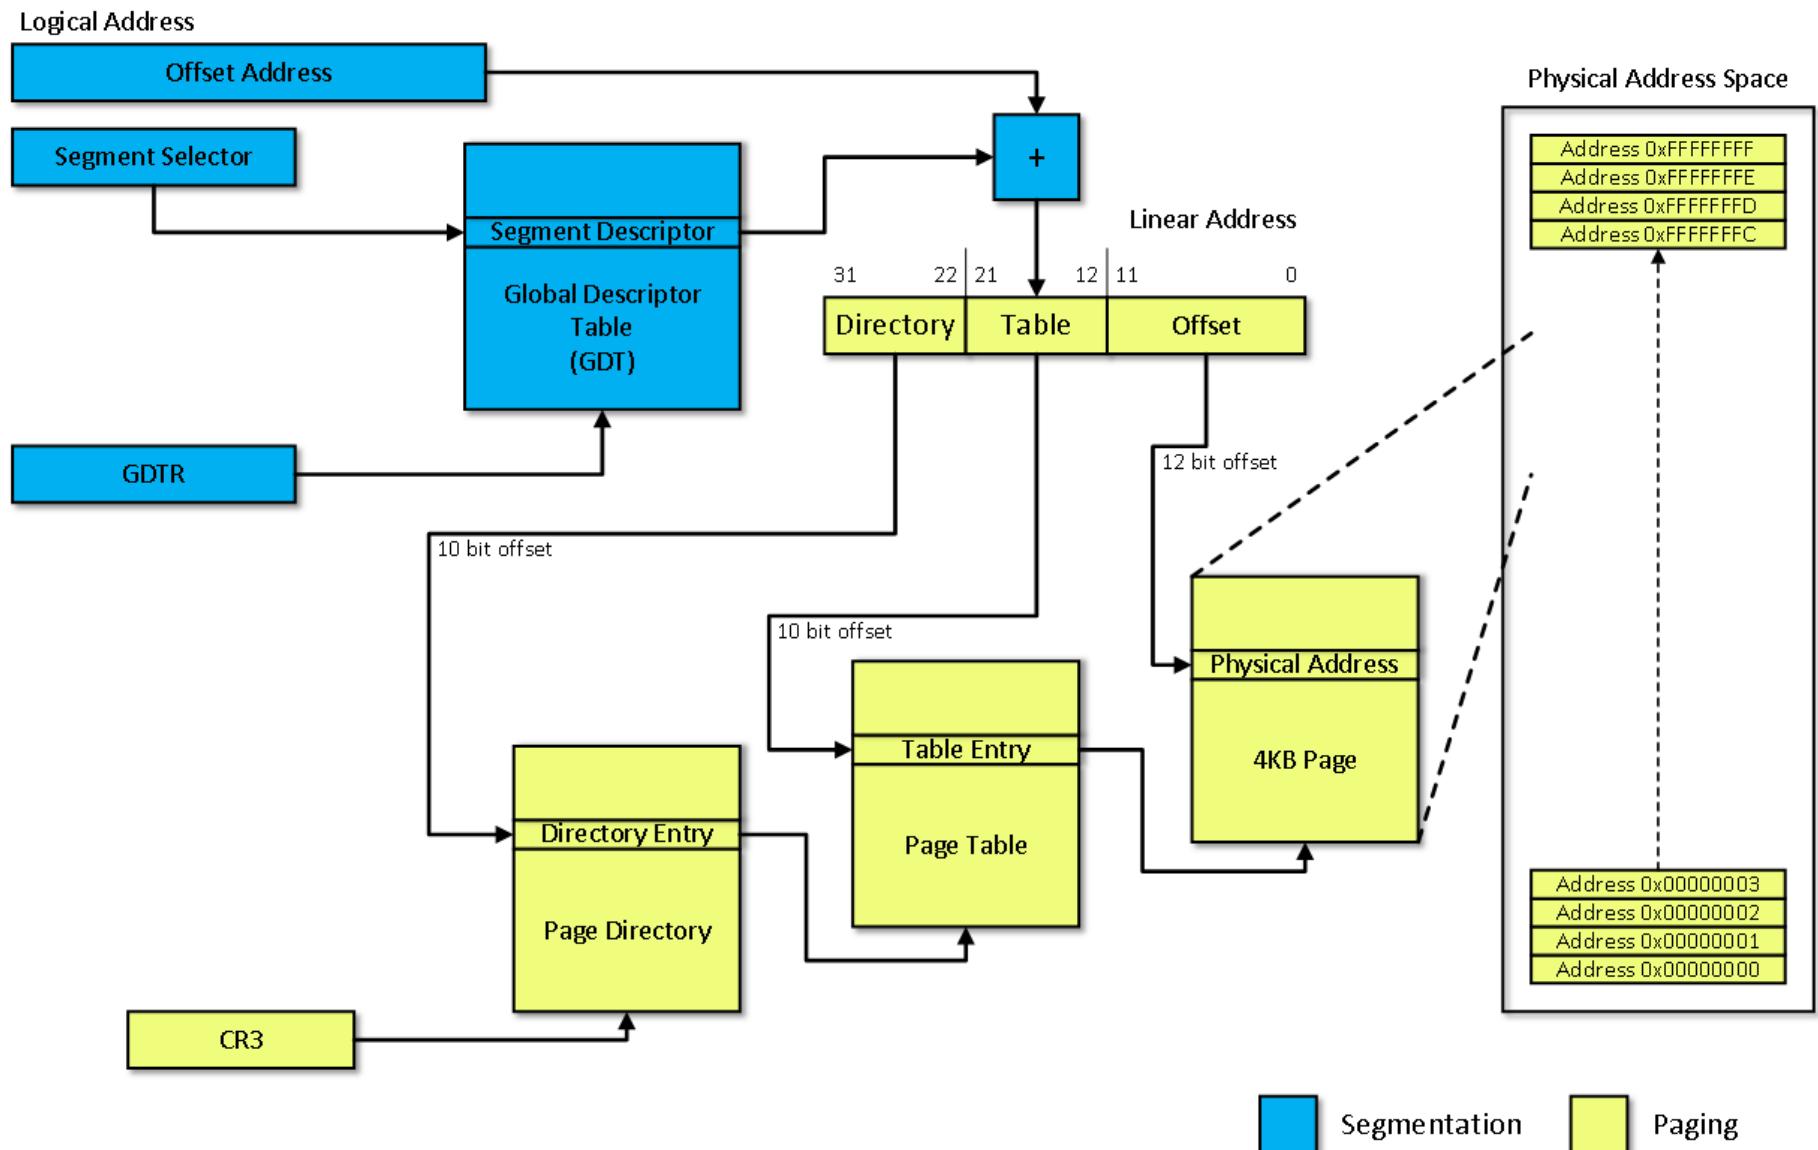 Logical Address
Offset Address
Physical Address Space
Segment Selector
+
Address 0xFFFFFFFF
Address 0xFFFFFFFE
Address 0xFFFFFFFD
Address 0xFFFFFFFC
Segment Descriptor
Global Descriptor
Table
(GDT)
Linear Address
31 22 21 12 11 0
Directory Table Offset
GDTR
12 bit offset
10 bit offset
10 bit offset
Physical Address
4KB Page
Table Entry
Page Table
Directory Entry
Page Directory
Address 0x00000003
Address 0x00000002
Address 0x00000001
Address 0x00000000
CR3
Segmentation
Paging